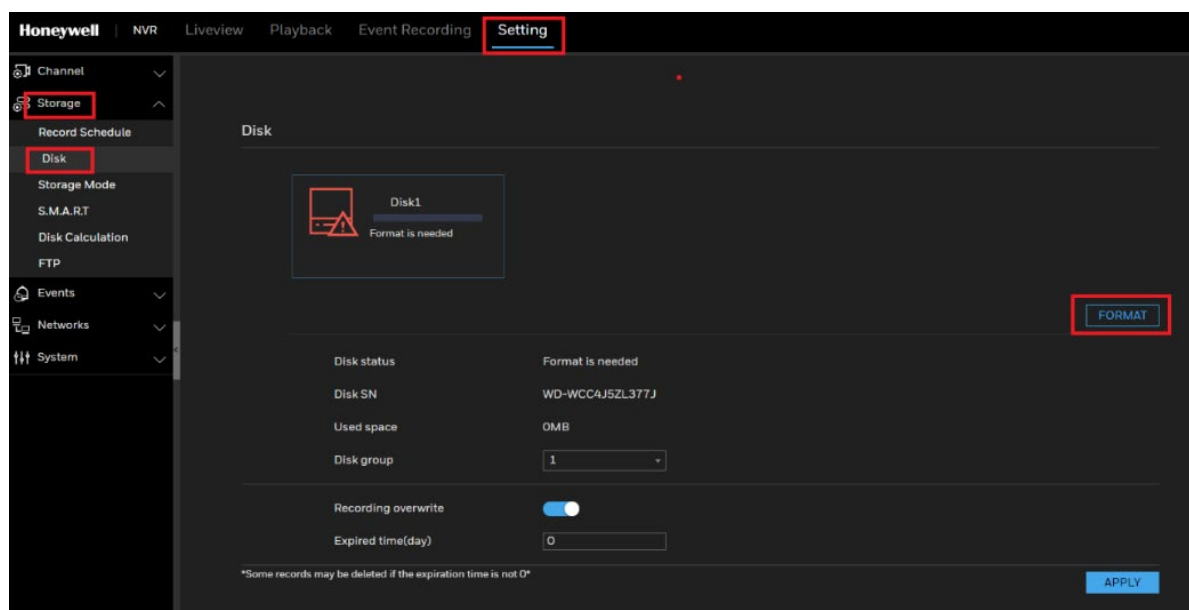 Honeywell | NVR Liveview Playback Event Recording Setting
Channel
Storage
Record Schedule
Disk
Storage Mode
S.M.A.R.T
Disk Calculation
FTP
Events
Networks
System
Disk
Disk1
Format is needed
FORMAT
Disk status Format is needed
Disk SN WD-WCC4J5ZL377J
Used space 0MB
Disk group 1
Recording overwrite
Expired time(day) 0
*Some records may be deleted if the expiration time is not 0*
APPLY